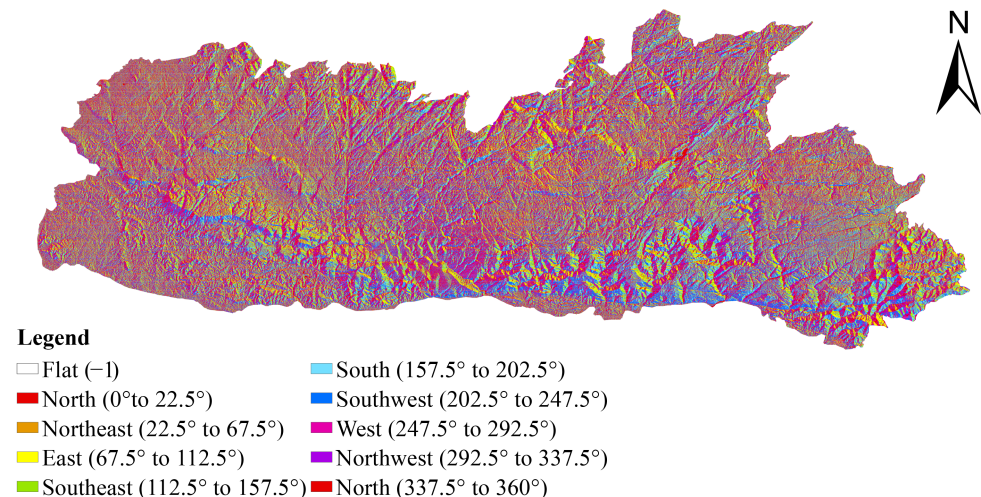 N
Legend
Flat (−1)
North (0°to 22.5°)
Northeast (22.5° to 67.5°)
East (67.5° to 112.5°)
Southeast (112.5° to 157.5°)
South (157.5° to 202.5°)
Southwest (202.5° to 247.5°)
West (247.5° to 292.5°)
Northwest (292.5° to 337.5°)
North (337.5° to 360°)